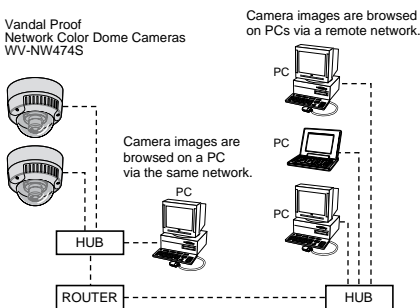 Vandal Proof
Network Color Dome Cameras
WV-NW474S
Camera images are browsed
on PCs via a remote network.
PC
Camera images are
browsed on a PC
via the same network.
PC
PC
PC
HUB
ROUTER
HUB